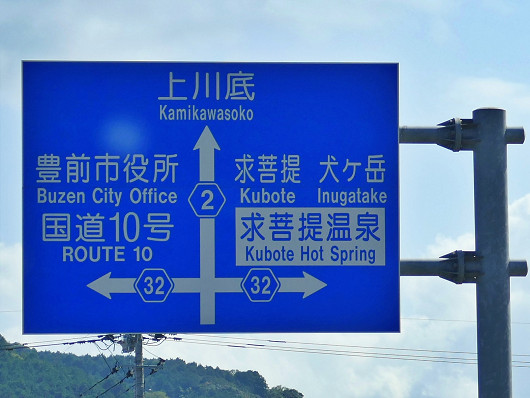 上川底
Kamikawasoko
豊前市役所
Buzen City Office
国道10号
ROUTE 10
2
求菩提 犬ヶ岳
Kubote Inugatake
求菩提温泉
Kubote Hot Spring
32
32